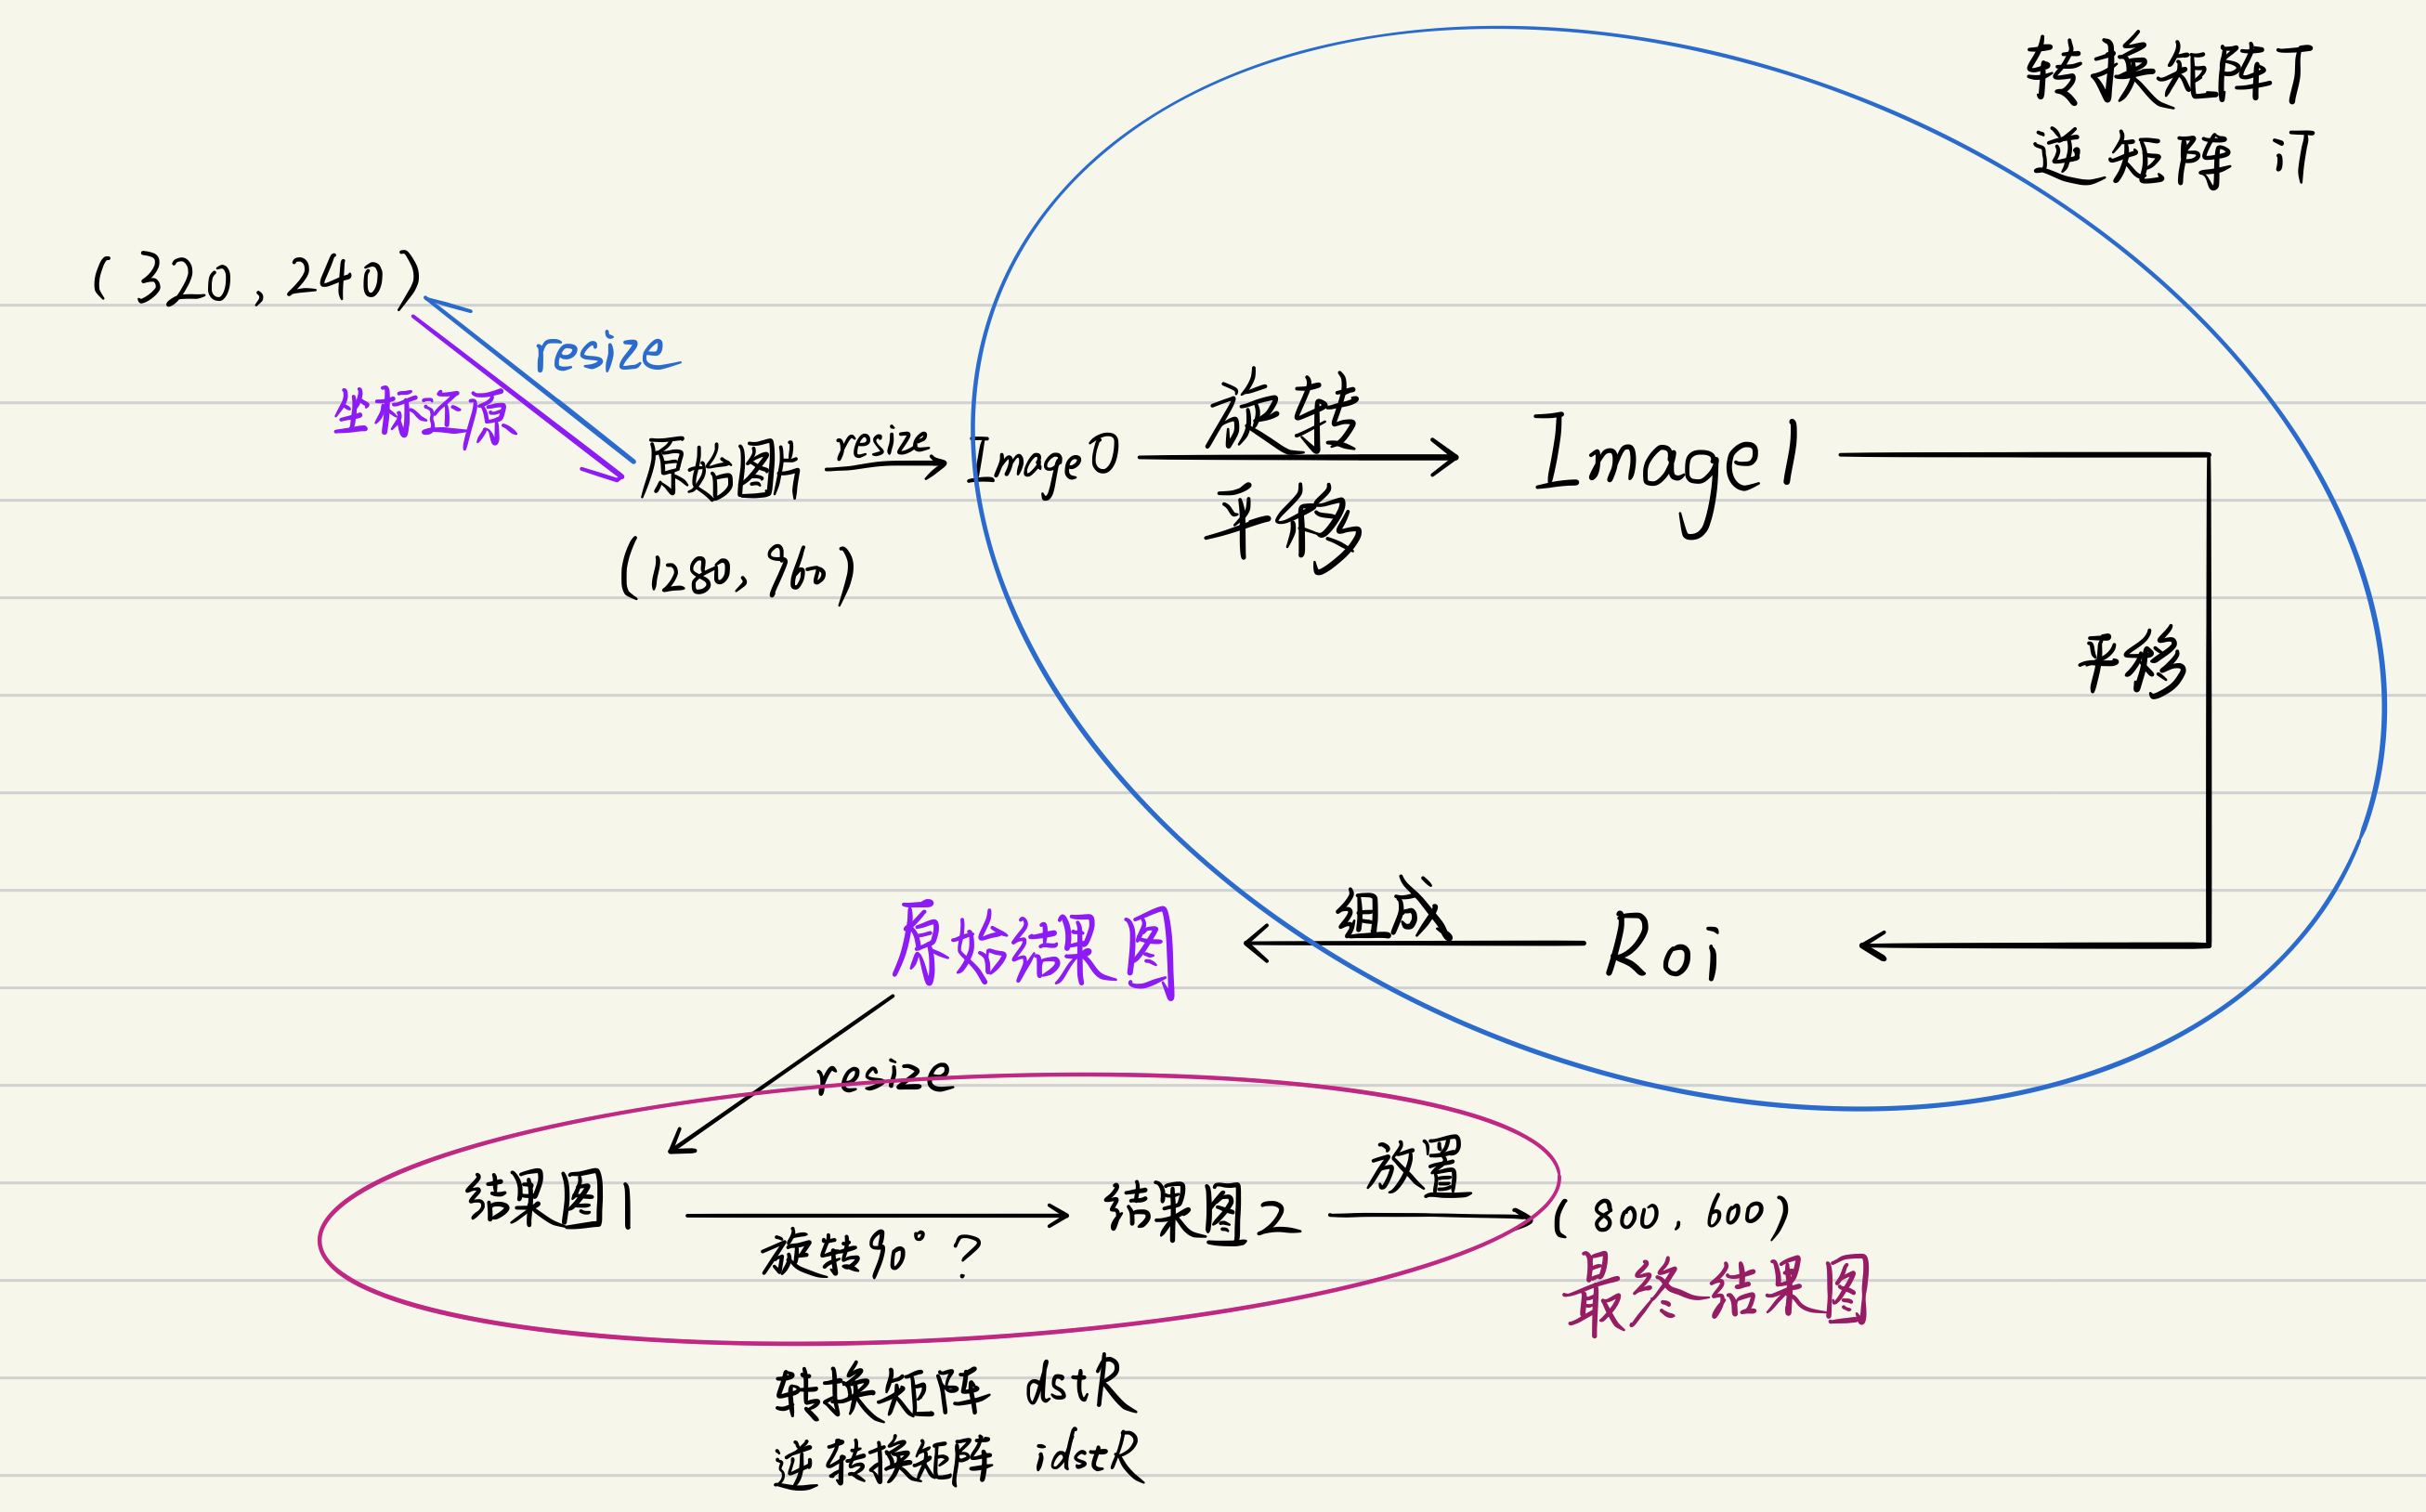 转换矩阵T
逆矩阵 iT
(320,240)
resize
坐标还原
原始图片
resize
Image0
旋转
平移
Image1
(1280,960)
平移
组成
Roi
原始结果图
resize
结果图1
旋转90°?
结果图2
放置
(800,600)
最终结果图
转换矩阵 dstR
逆转换矩阵 idstR